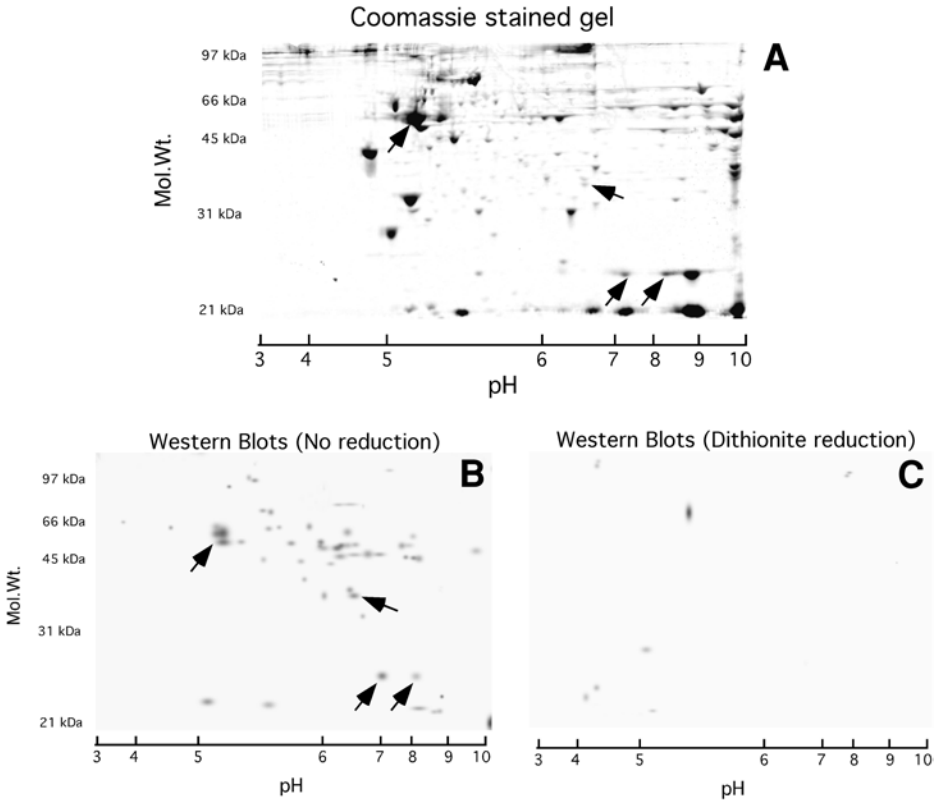 Coomassie stained gel
A
97 kDa
66 kDa
45 kDa
31 kDa
21 kDa
Mol.Wt.
3 4 5 6 7 8 9 10
pH
Western Blots (No reduction)
B
97 kDa
66 kDa
45 kDa
31 kDa
21 kDa
Mol.Wt.
3 4 5 6 7 8 9 10
pH
Western Blots (Dithionite reduction)
C
3 4 5 6 7 8 9 10
pH